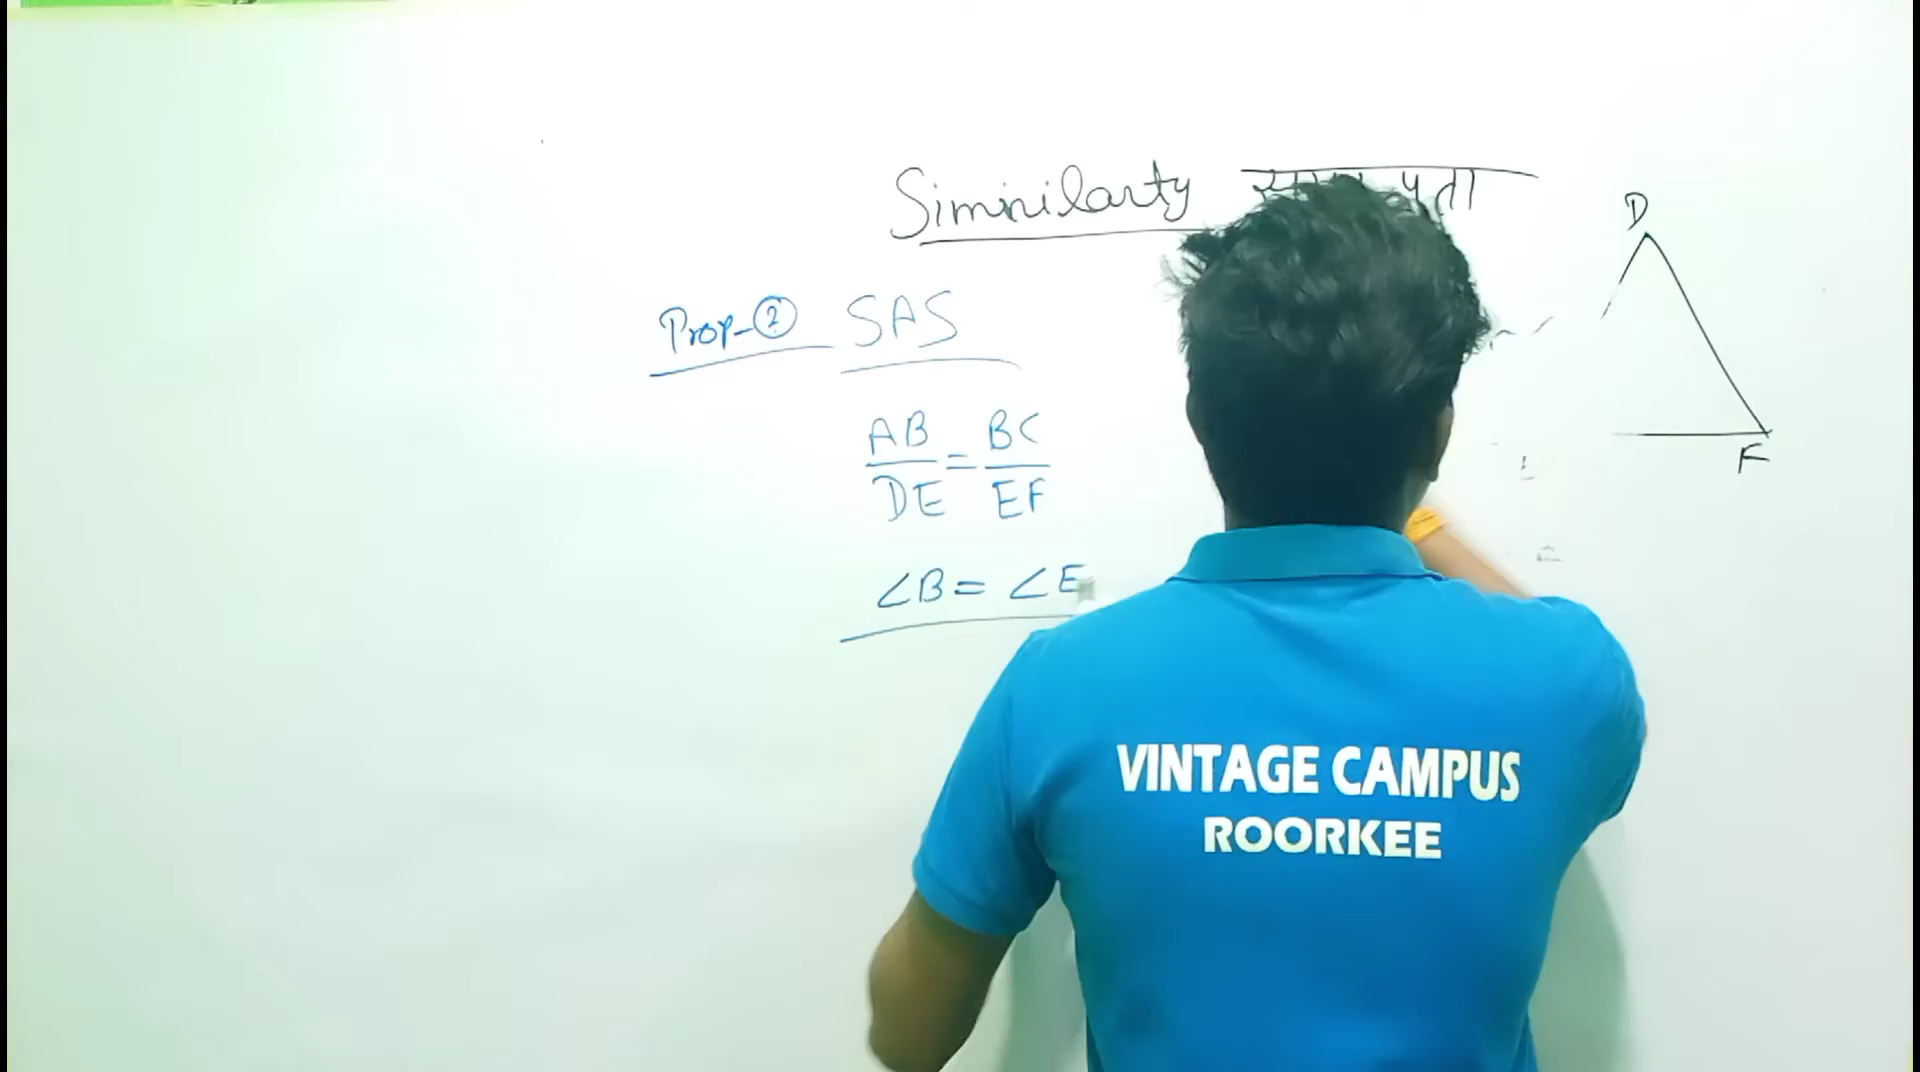 Siminilarty
D
Prop-② SAS
AB/DE = BC/EF
∠B = ∠E
F
VINTAGE CAMPUS
ROORKEE